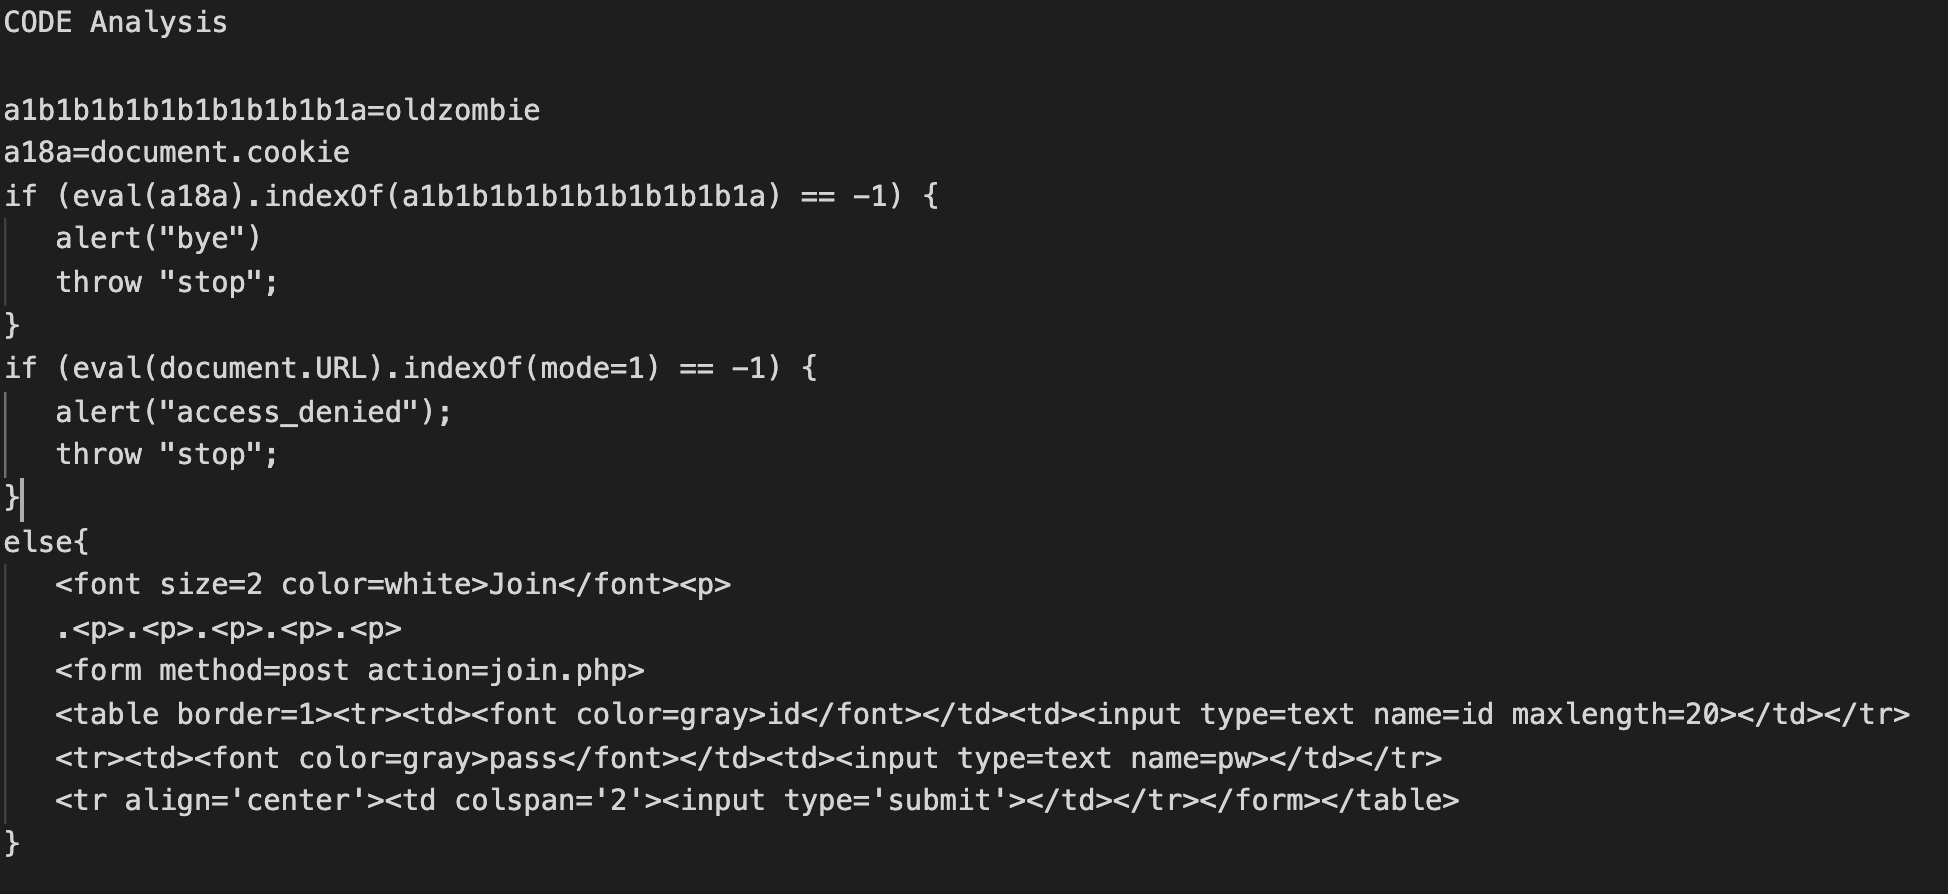 CODE Analysis
a1b1b1b1b1b1b1b1b1b1a=oldzombie
a18a=document.cookie
if (eval(a18a).indexOf(a1b1b1b1b1b1b1b1b1b1a) == -1) {
alert("bye")
throw "stop";
}
if (eval(document.URL).indexOf(mode=1) == -1) {
alert("access_denied");
throw "stop";
}
else{
<font size=2 color=white>Join</font><p>
.<p>.<p>.<p>.<p>.<p>
<form method=post action=join.php>
<table border=1><tr><td><font color=gray>id</font></td><td><input type=text name=id maxlength=20></td></tr>
<tr><td><font color=gray>pass</font></td><td><input type=text name=pw></td></tr>
<tr align='center'><td colspan='2'><input type='submit'></td></tr></form></table>
}